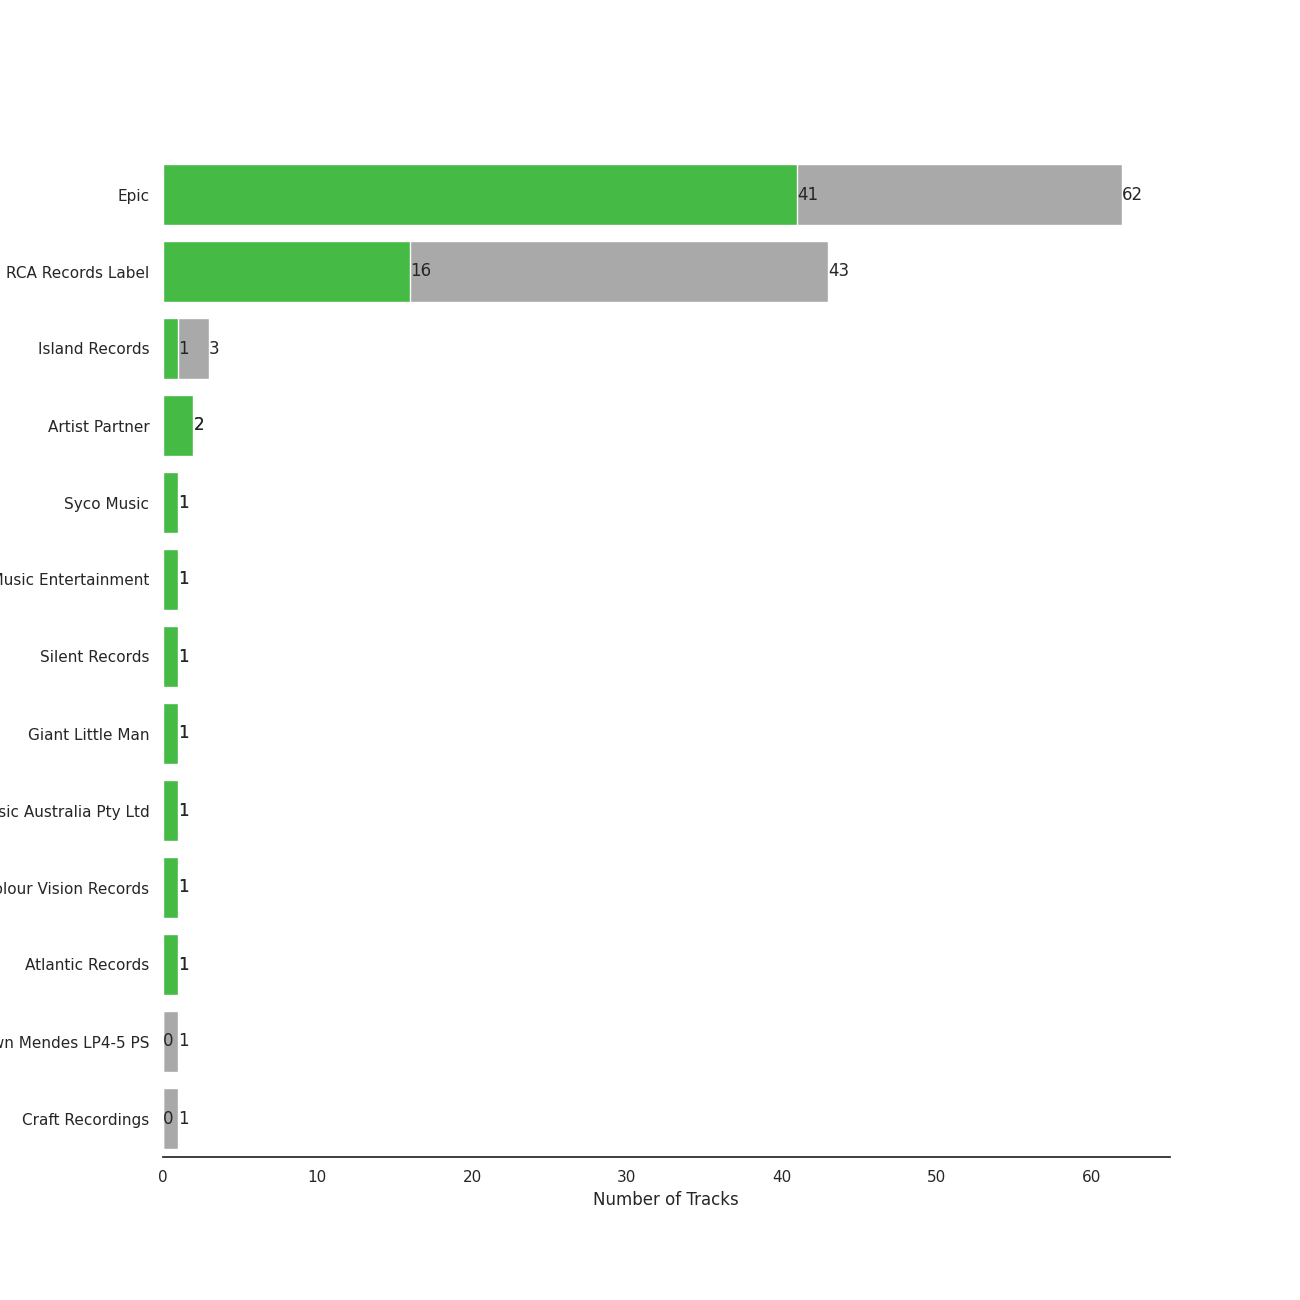 Epic 41 62
RCA Records Label 16 43
Island Records 1 3
Artist Partner 2
Syco Music 1
Music Entertainment 1
Silent Records 1
Giant Little Man 1
Australia Pty Ltd 1
Vision Records 1
Atlantic Records 1
Mendes LP4-5 PS 0 1
Craft Recordings 0 1
0 10 20 30 40 50 60
Number of Tracks